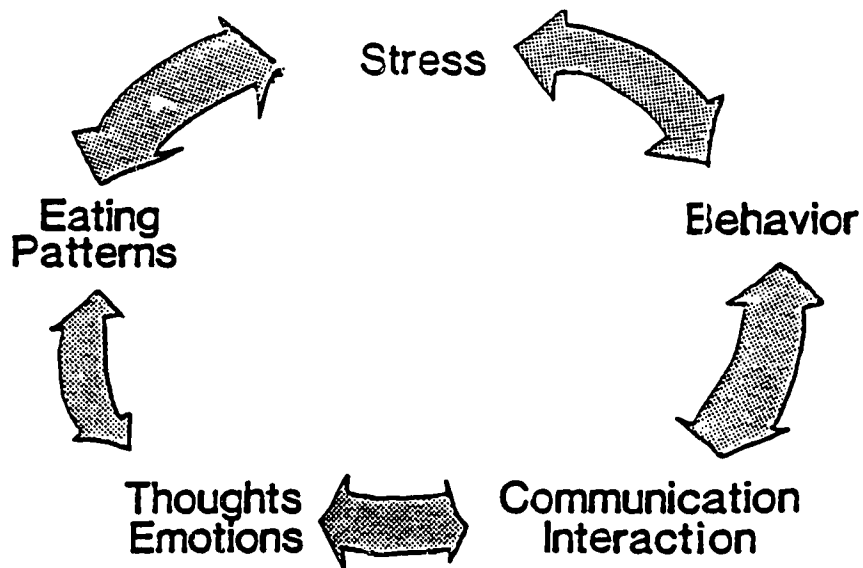 Stress
Eating
Patterns
Behavior
Thoughts
Emotions
Communication
Interaction